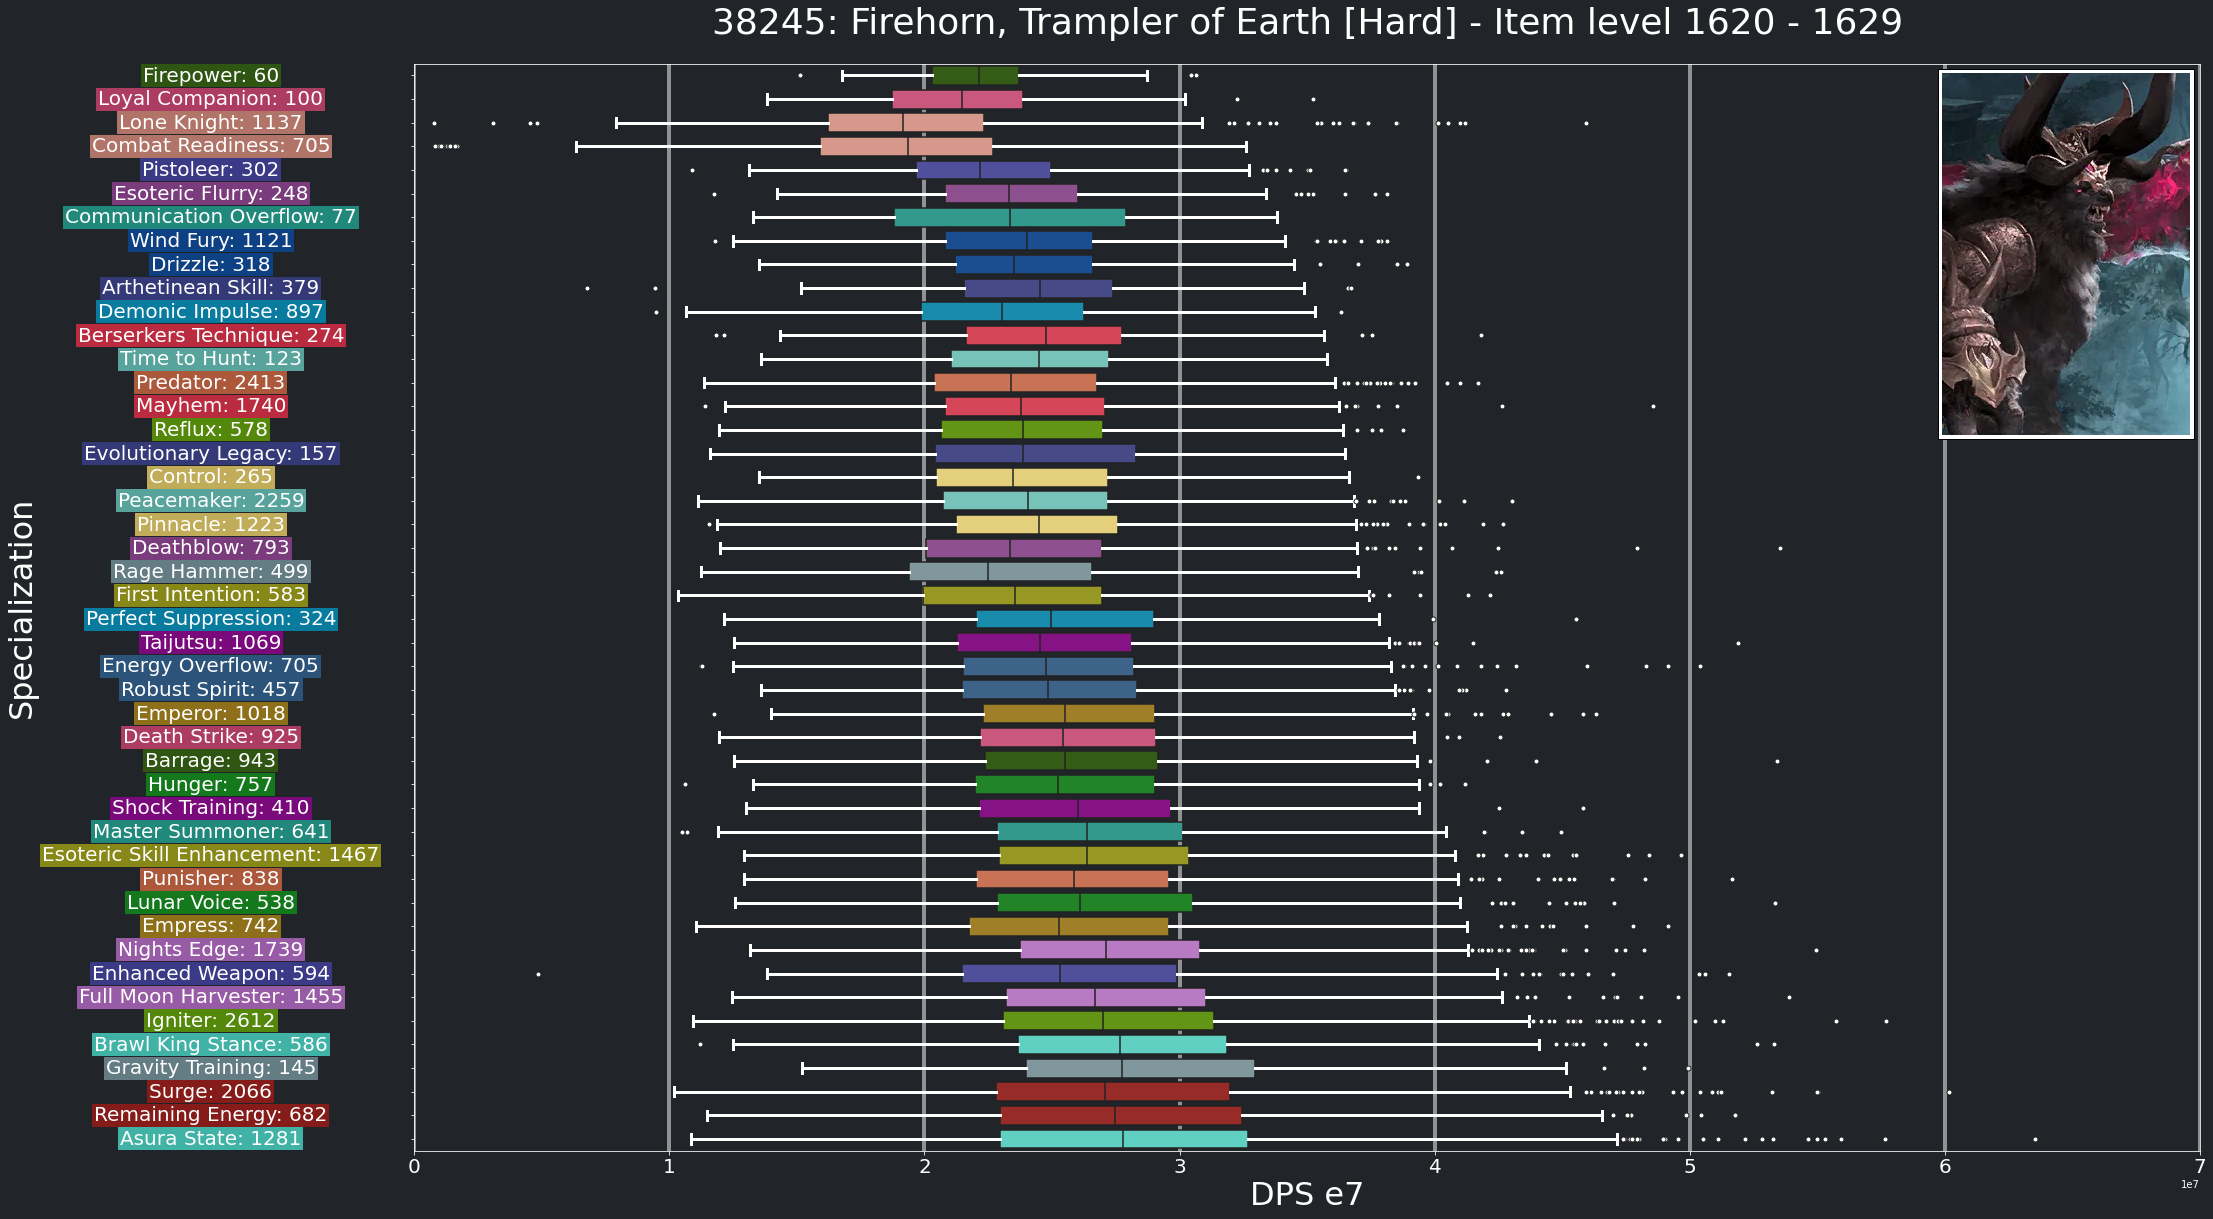 38245: Firehorn, Trampler of Earth [Hard] - Item level 1620 - 1629
Specialization
Firepower: 60
Loyal Companion: 100
Lone Knight: 1137
Combat Readiness: 705
Pistoleer: 302
Esoteric Flurry: 248
Communication Overflow: 77
Wind Fury: 1121
Drizzle: 318
Arthetinean Skill: 379
Demonic Impulse: 897
Berserkers Technique: 274
Time to Hunt: 123
Predator: 2413
Mayhem: 1740
Reflux: 578
Evolutionary Legacy: 157
Control: 265
Peacemaker: 2259
Pinnacle: 1223
Deathblow: 793
Rage Hammer: 499
First Intention: 583
Perfect Suppression: 324
Taijutsu: 1069
Energy Overflow: 705
Robust Spirit: 457
Emperor: 1018
Death Strike: 925
Barrage: 943
Hunger: 757
Shock Training: 410
Master Summoner: 641
Esoteric Skill Enhancement: 1467
Punisher: 838
Lunar Voice: 538
Empress: 742
Nights Edge: 1739
Enhanced Weapon: 594
Full Moon Harvester: 1455
Igniter: 2612
Brawl King Stance: 586
Gravity Training: 145
Surge: 2066
Remaining Energy: 682
Asura State: 1281
0 1 2 3 4 5 6 7
1e7
DPS e7